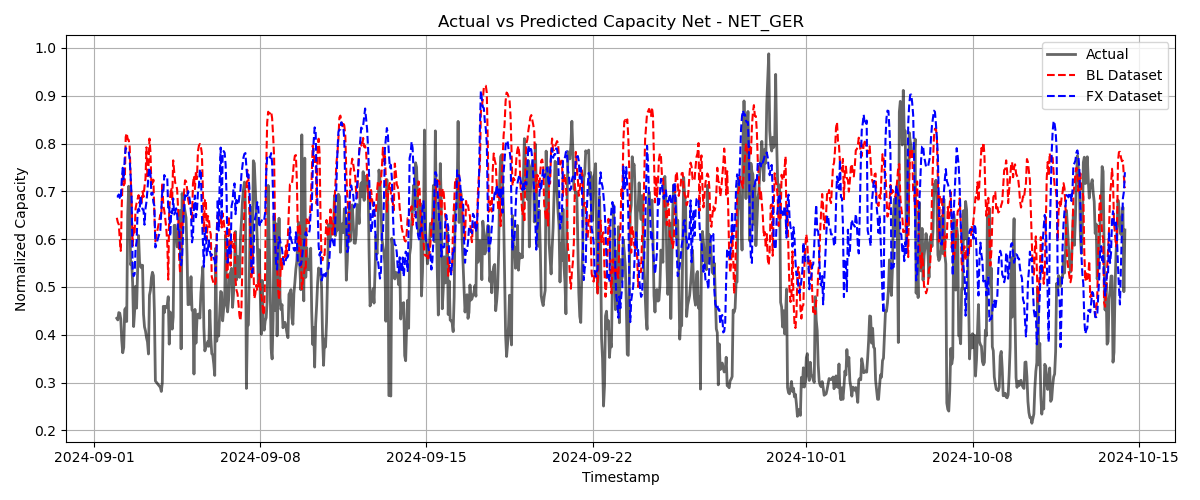 Actual vs Predicted Capacity Net - NET_GER
Normalized Capacity
1.0
0.9
0.8
0.7
0.6
0.5
0.4
0.3
0.2
Actual
BL Dataset
FX Dataset
2024-09-01
2024-09-08
2024-09-15
2024-09-22
2024-10-01
2024-10-08
2024-10-15
Timestamp